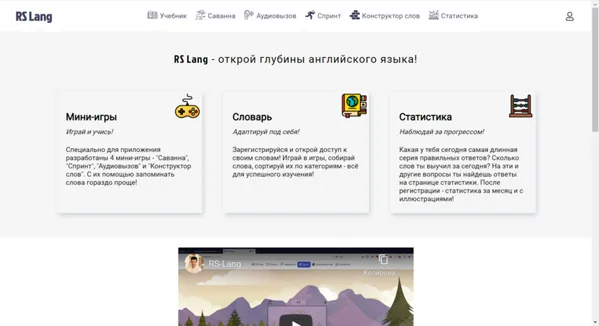 RS Lang
Учебник
Саванна
Аудиовызов
Спринт
Конструктор слов
Статистика
RS Lang - открой глубины английского языка!
Мини-игры
Играй и учись!
Специально для приложения
разработаны 4 мини-игры - "Саванна",
"Спринт", "Аудиовызов" и "Конструктор
слов". С их помощью запоминать
слова гораздо проще!
Словарь
Адаптируй под себя!
Зарегистрируйся и открой доступ к
своим словам! Играй в игры, собирай
слова, сортируй их по категориям - всё
для успешного изучения!
Статистика
Наблюдай за прогрессом!
Какая у тебя сегодня самая длинная
серия правильных ответов? Сколько
слов ты выучил за сегодня? На эти и
другие вопросы ты найдешь ответы
на странице статистики. После
регистрации - статистика за месяц и с
иллюстрациями!
RS-Lang